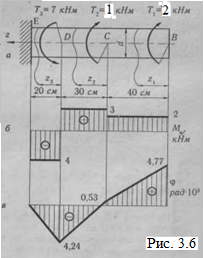 T₃= 7 кНм T₂= 1 кНм T₁= 2 кНм
E
D C B
z d
a z₃ z₂ z₁
20 см 30 см 40 см
3
2
б Mк
кНм
4
4,77
φ
0,53 рад·10³
в
4,24
Рис. 3.6